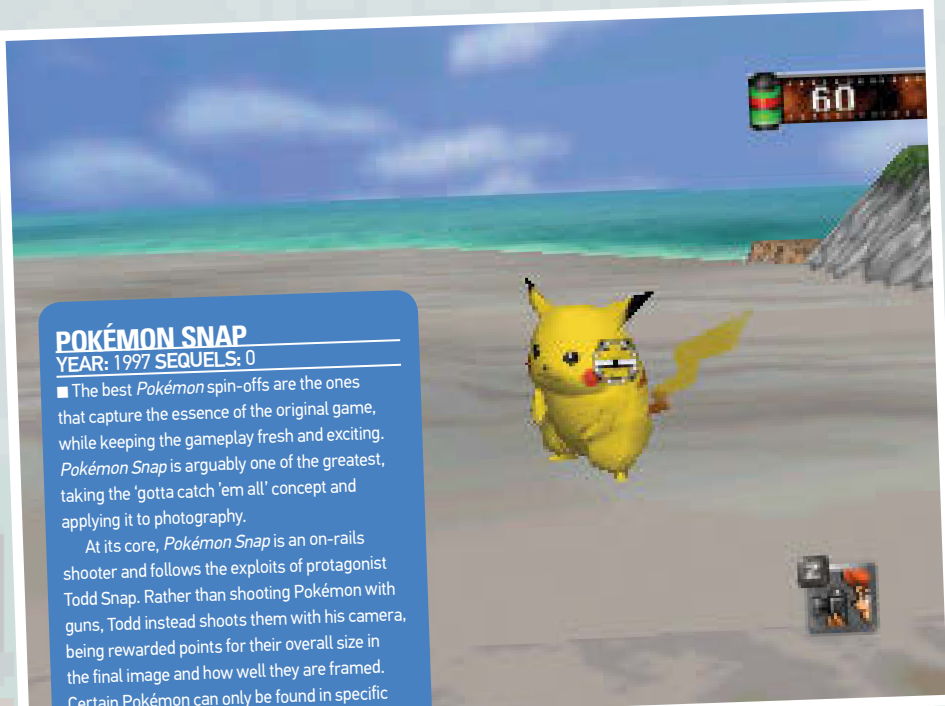 60
POKÉMON SNAP
YEAR: 1997 SEQUELS: 0
■ The best Pokémon spin-offs are the ones
that capture the essence of the original game,
while keeping the gameplay fresh and exciting.
Pokémon Snap is arguably one of the greatest,
taking the ‘gotta catch ’em all’ concept and
applying it to photography.
At its core, Pokémon Snap is an on-rails
shooter and follows the exploits of protagonist
Todd Snap. Rather than shooting Pokémon with
guns, Todd instead shoots them with his camera,
being rewarded points for their overall size in
the final image and how well they are framed.
Certain Pokémon can only be found in specific
Z